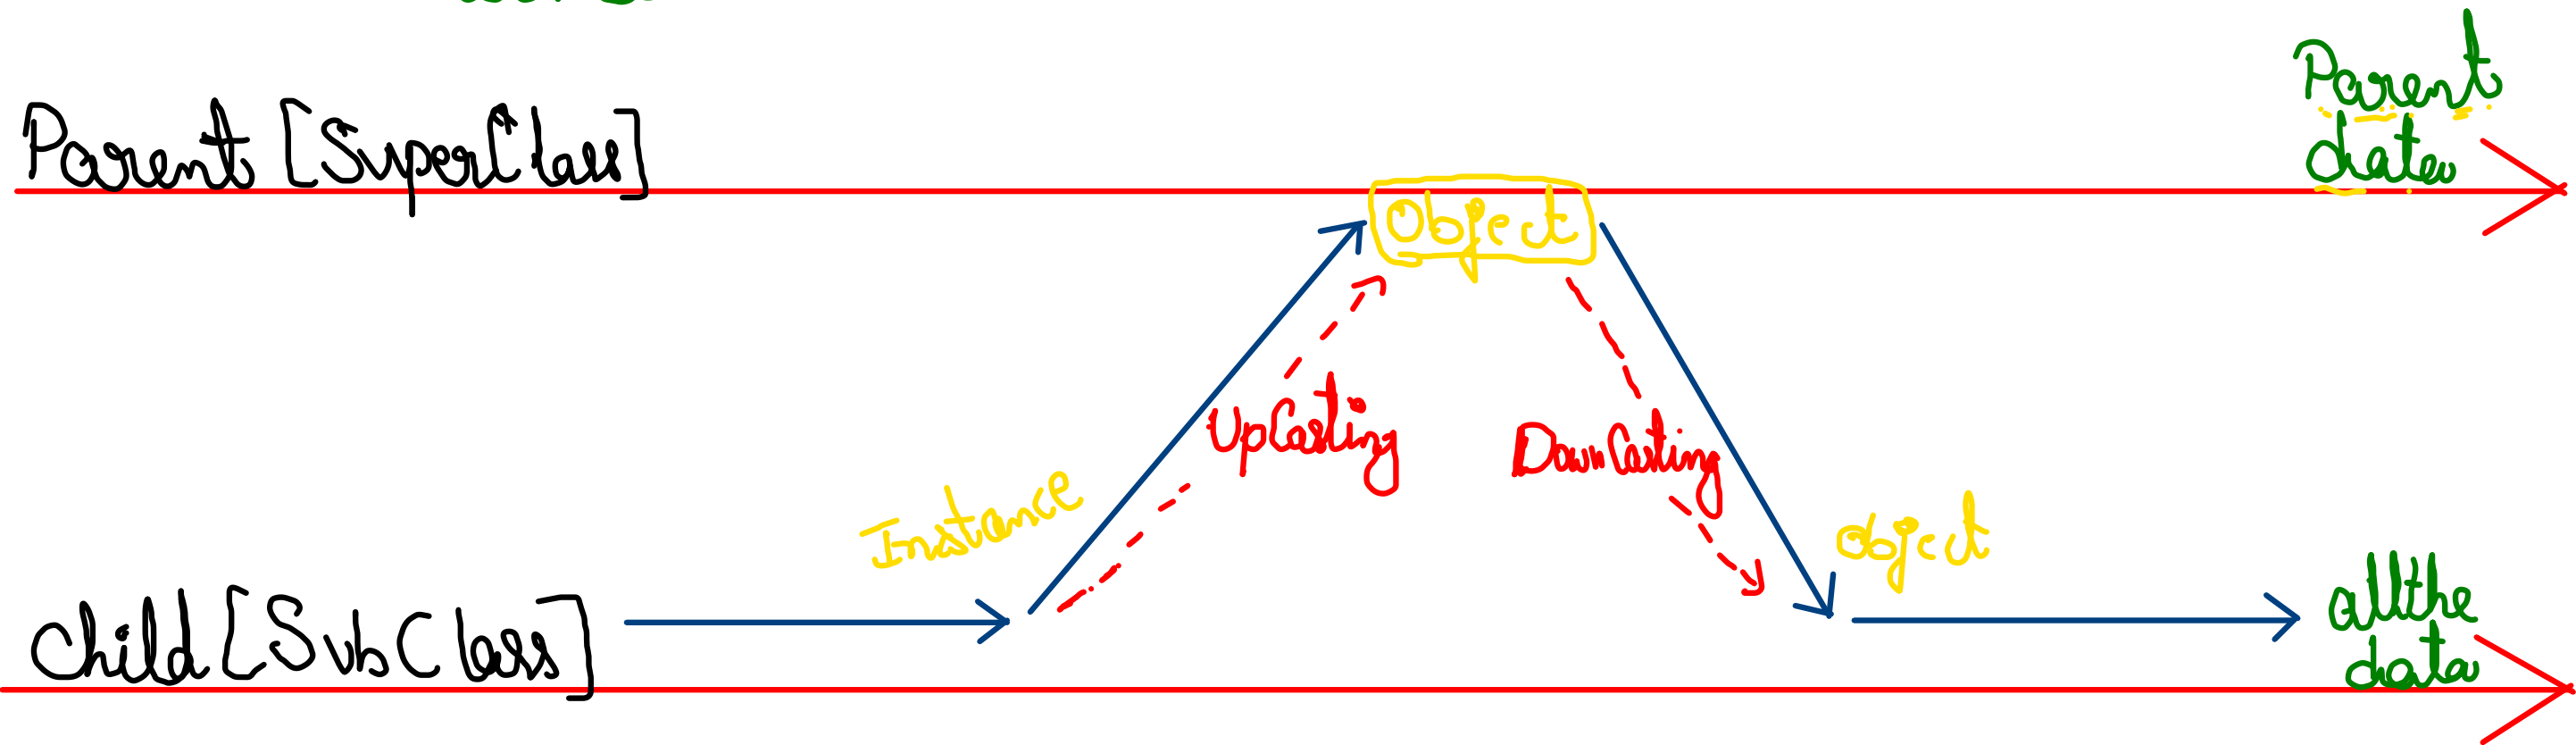 Parent
data
Parent [SuperClass]
Object
UpCasting
DownCasting
Instance
Object
Child [SubClass]
all the
data